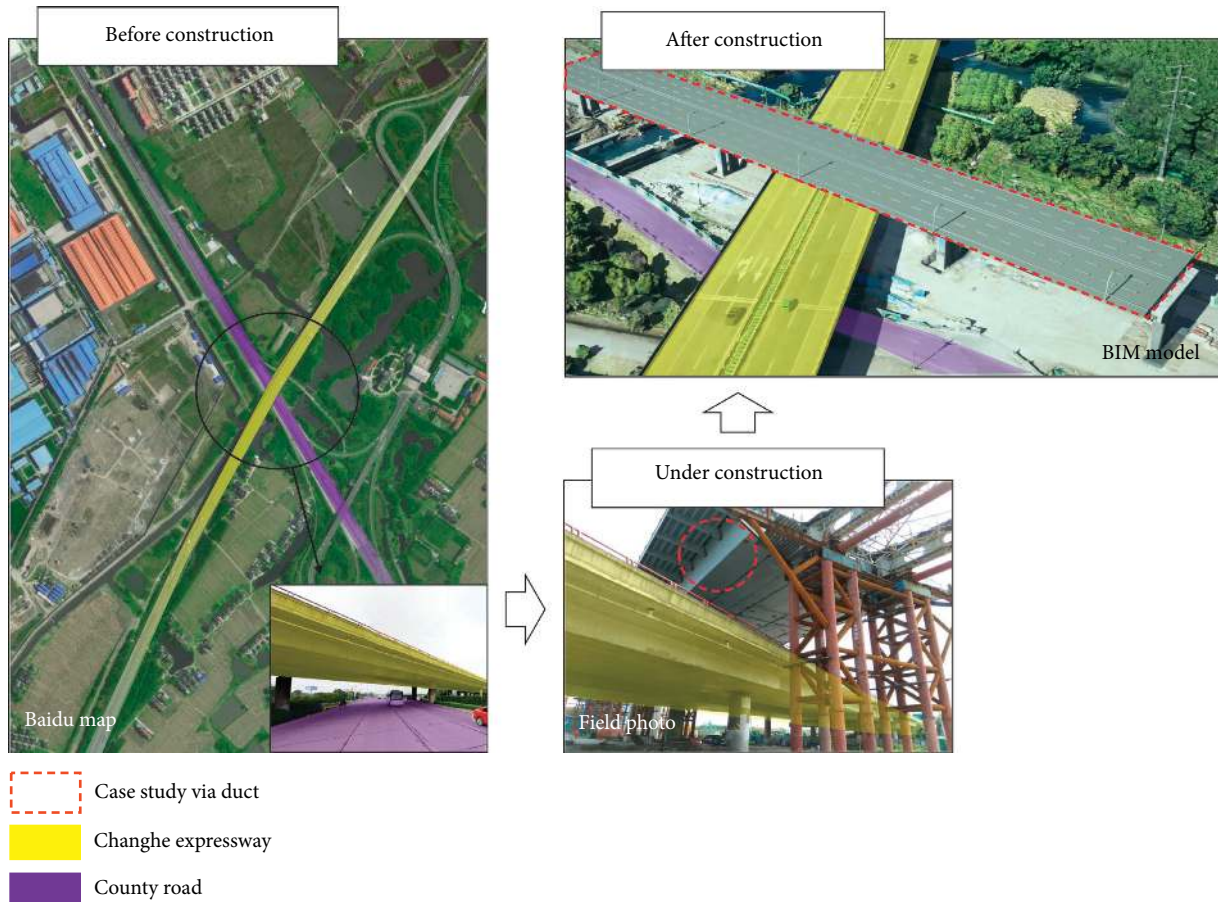 Before construction
Baidu map
After construction
BIM model
Under construction
Field photo
Case study via duct
Changhe expressway
County road